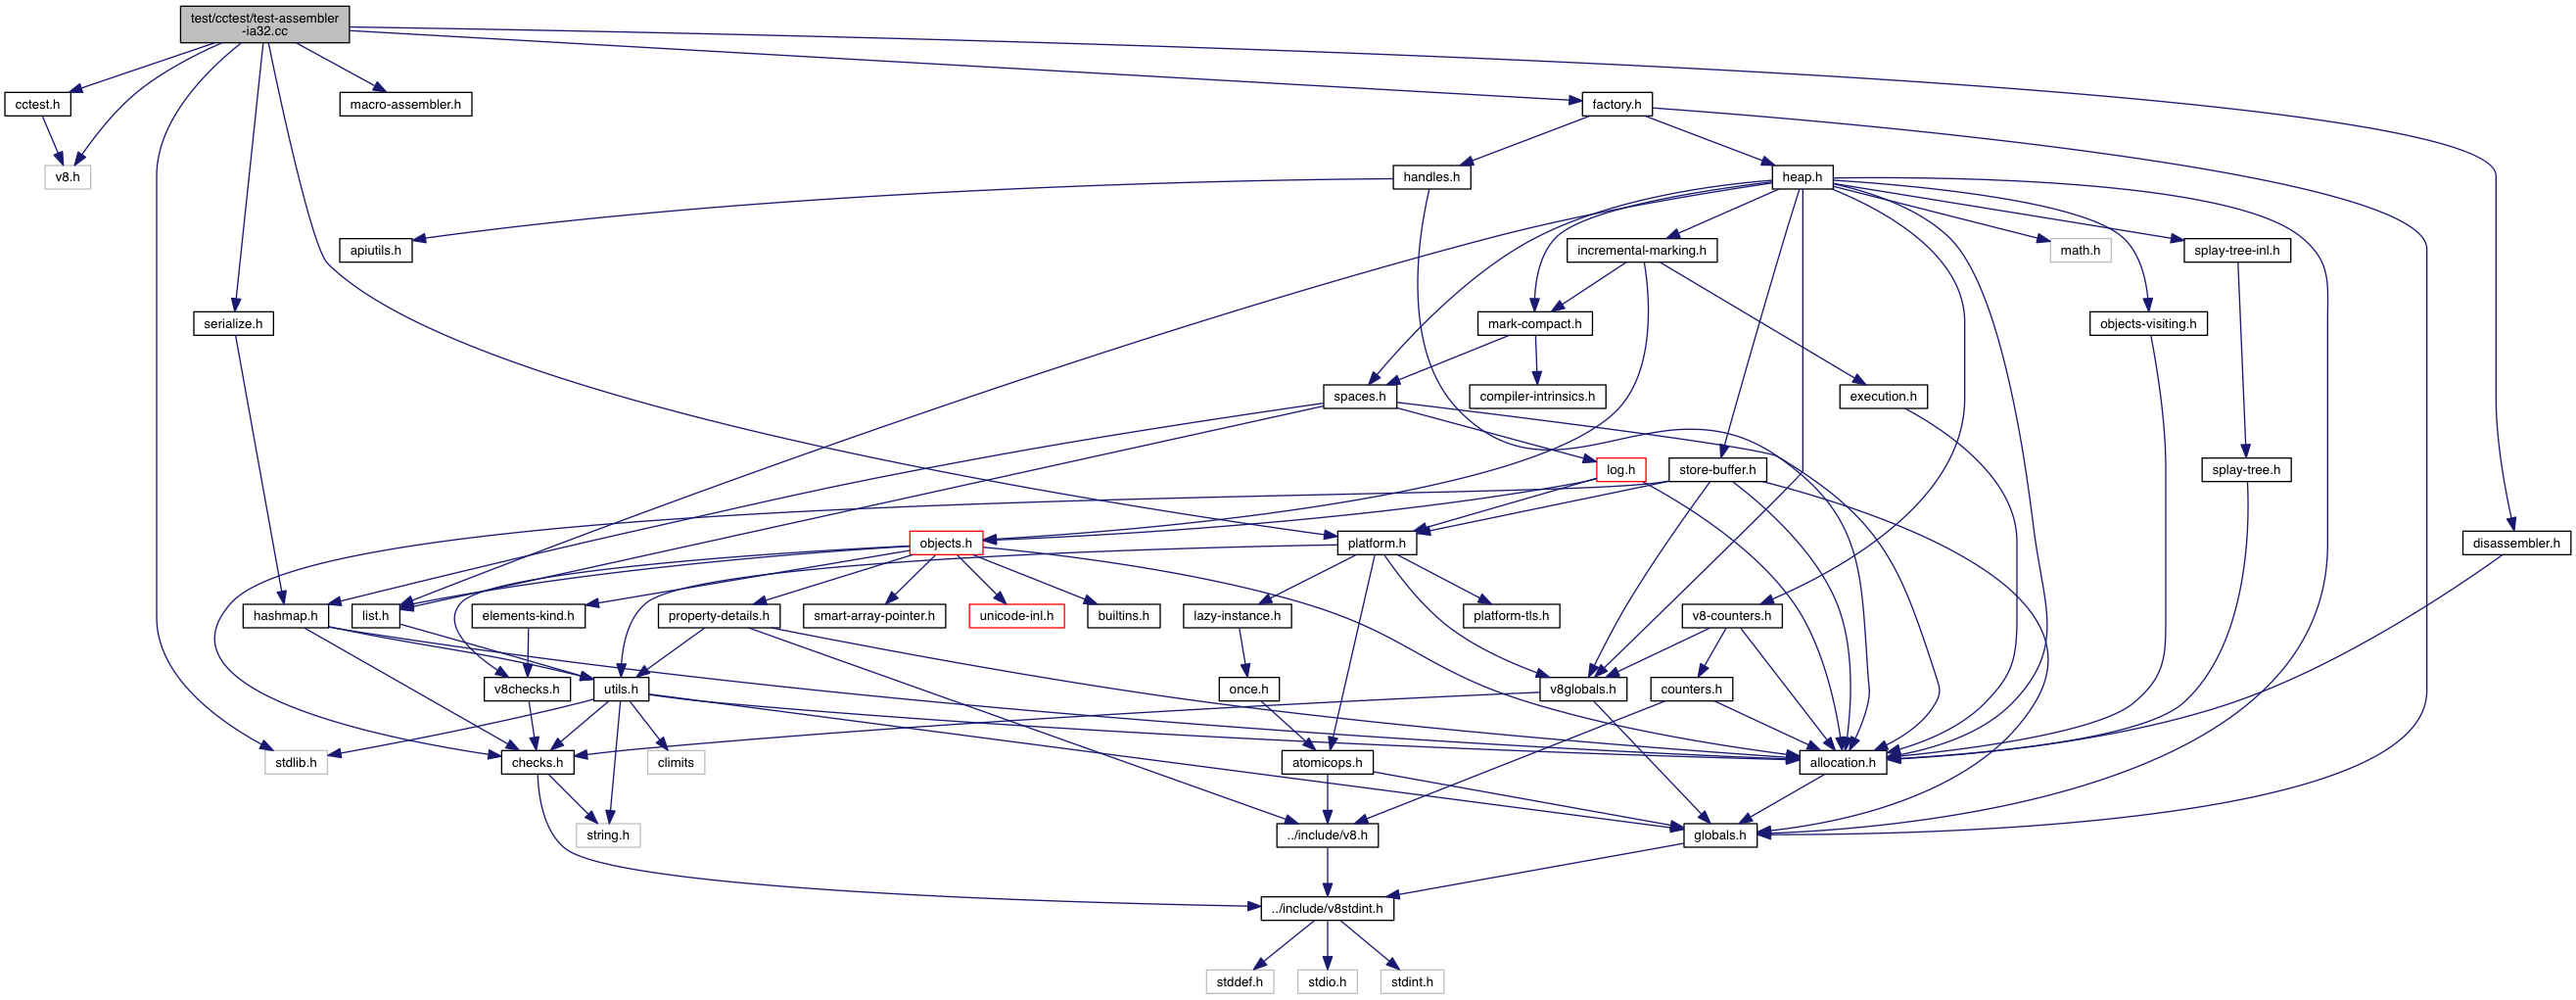 test/cctest/test-assembler
-ia32.cc
cctest.h
macro-assembler.h
factory.h
v8.h
handles.h
heap.h
apiutils.h
incremental-marking.h
math.h
splay-tree-inl.h
serialize.h
mark-compact.h
objects-visiting.h
spaces.h
compiler-intrinsics.h
execution.h
log.h
store-buffer.h
splay-tree.h
objects.h
platform.h
disassembler.h
hashmap.h
list.h
elements-kind.h
property-details.h
smart-array-pointer.h
unicode-inl.h
builtins.h
lazy-instance.h
platform-tls.h
v8-counters.h
v8checks.h
utils.h
once.h
v8globals.h
counters.h
stdlib.h
checks.h
climits
atomicops.h
allocation.h
string.h
../include/v8.h
globals.h
../include/v8stdint.h
stddef.h
stdio.h
stdint.h